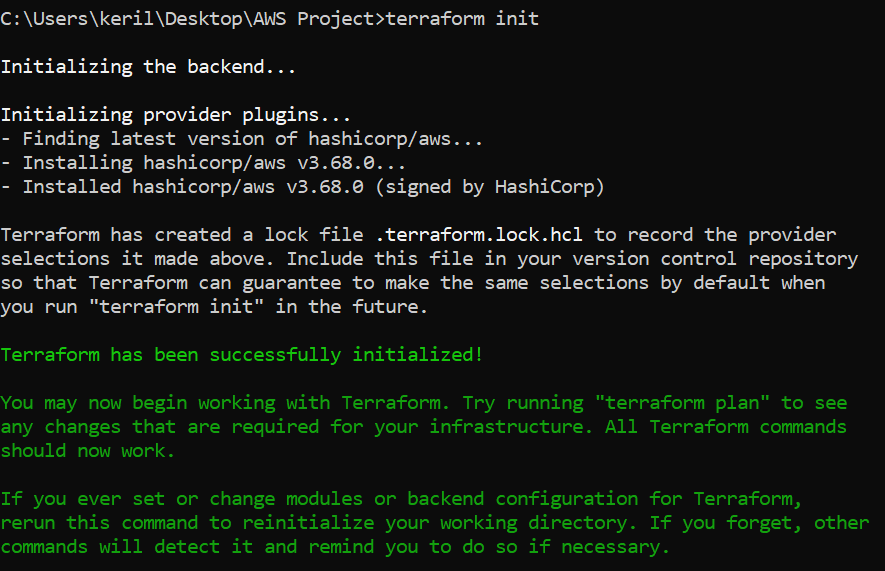 C:\Users\keril\Desktop\AWS Project>terraform init
Initializing the backend...
Initializing provider plugins...
- Finding latest version of hashicorp/aws...
- Installing hashicorp/aws v3.68.0...
- Installed hashicorp/aws v3.68.0 (signed by HashiCorp)
Terraform has created a lock file .terraform.lock.hcl to record the provider
selections it made above. Include this file in your version control repository
so that Terraform can guarantee to make the same selections by default when
you run "terraform init" in the future.
Terraform has been successfully initialized!
You may now begin working with Terraform. Try running "terraform plan" to see
any changes that are required for your infrastructure. All Terraform commands
should now work.
If you ever set or change modules or backend configuration for Terraform,
rerun this command to reinitialize your working directory. If you forget, other
commands will detect it and remind you to do so if necessary.